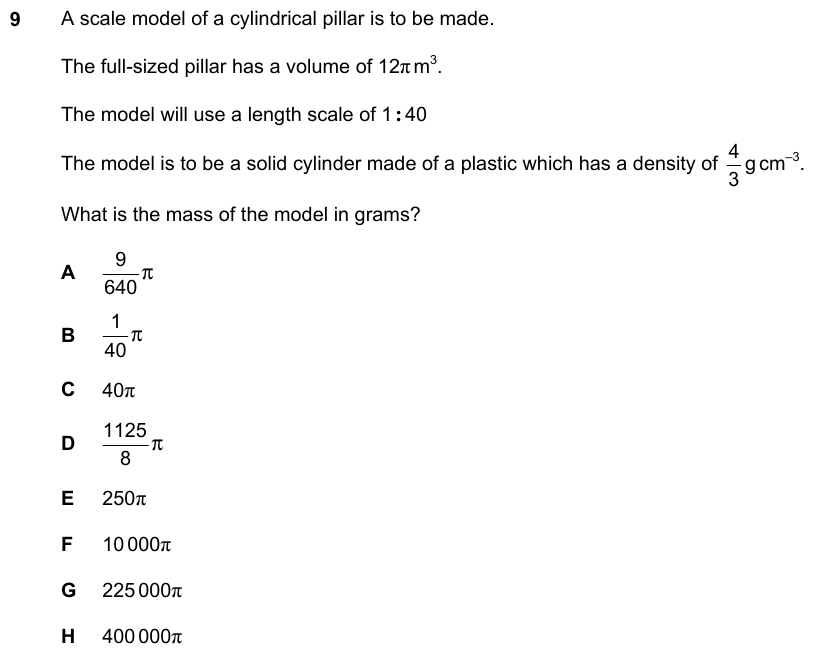 9 A scale model of a cylindrical pillar is to be made.
The full-sized pillar has a volume of 12π m³.
The model will use a length scale of 1 : 40
The model is to be a solid cylinder made of a plastic which has a density of 4/3 g cm⁻³.
What is the mass of the model in grams?
A 9/640 π
B 1/40 π
C 40π
D 1125/8 π
E 250π
F 10 000π
G 225 000π
H 400 000π